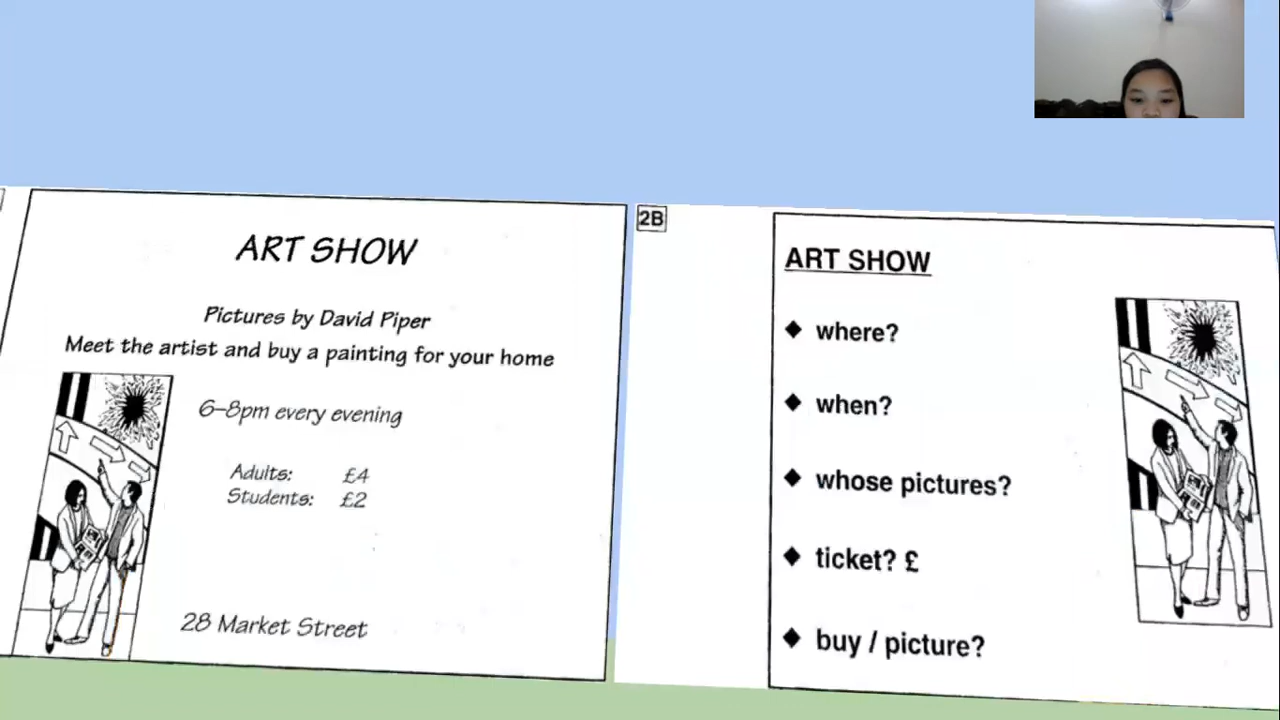 ART SHOW
Pictures by David Piper
Meet the artist and buy a painting for your home
6–8pm every evening
Adults: £4
Students: £2
28 Market Street
2B
ART SHOW
◆ where?
◆ when?
◆ whose pictures?
◆ ticket? £
◆ buy / picture?